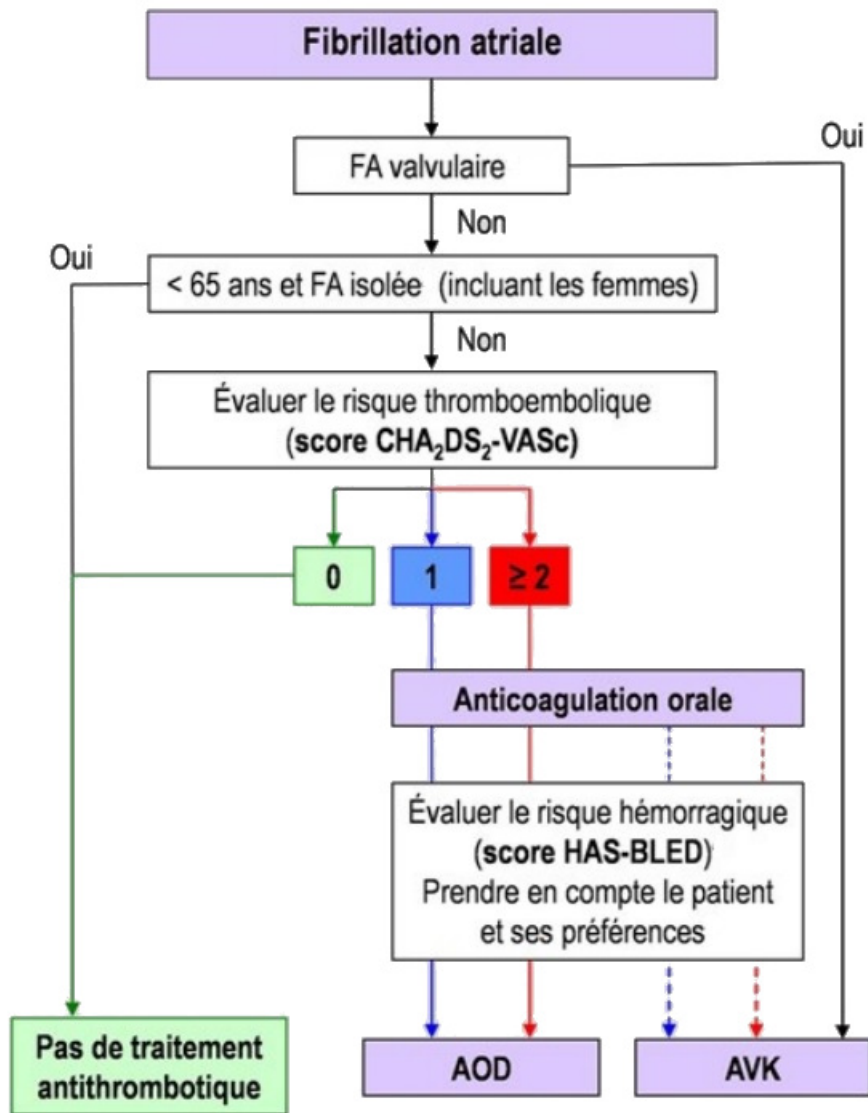 Fibrillation atriale
Oui
FA valvulaire
Non
Oui
< 65 ans et FA isolée (incluant les femmes)
Non
Évaluer le risque thromboembolique
(score CHA₂DS₂-VASc)
0
1
≥ 2
Anticoagulation orale
Évaluer le risque hémorragique
(score HAS-BLED)
Prendre en compte le patient
et ses préférences
Pas de traitement
antithrombotique
AOD
AVK